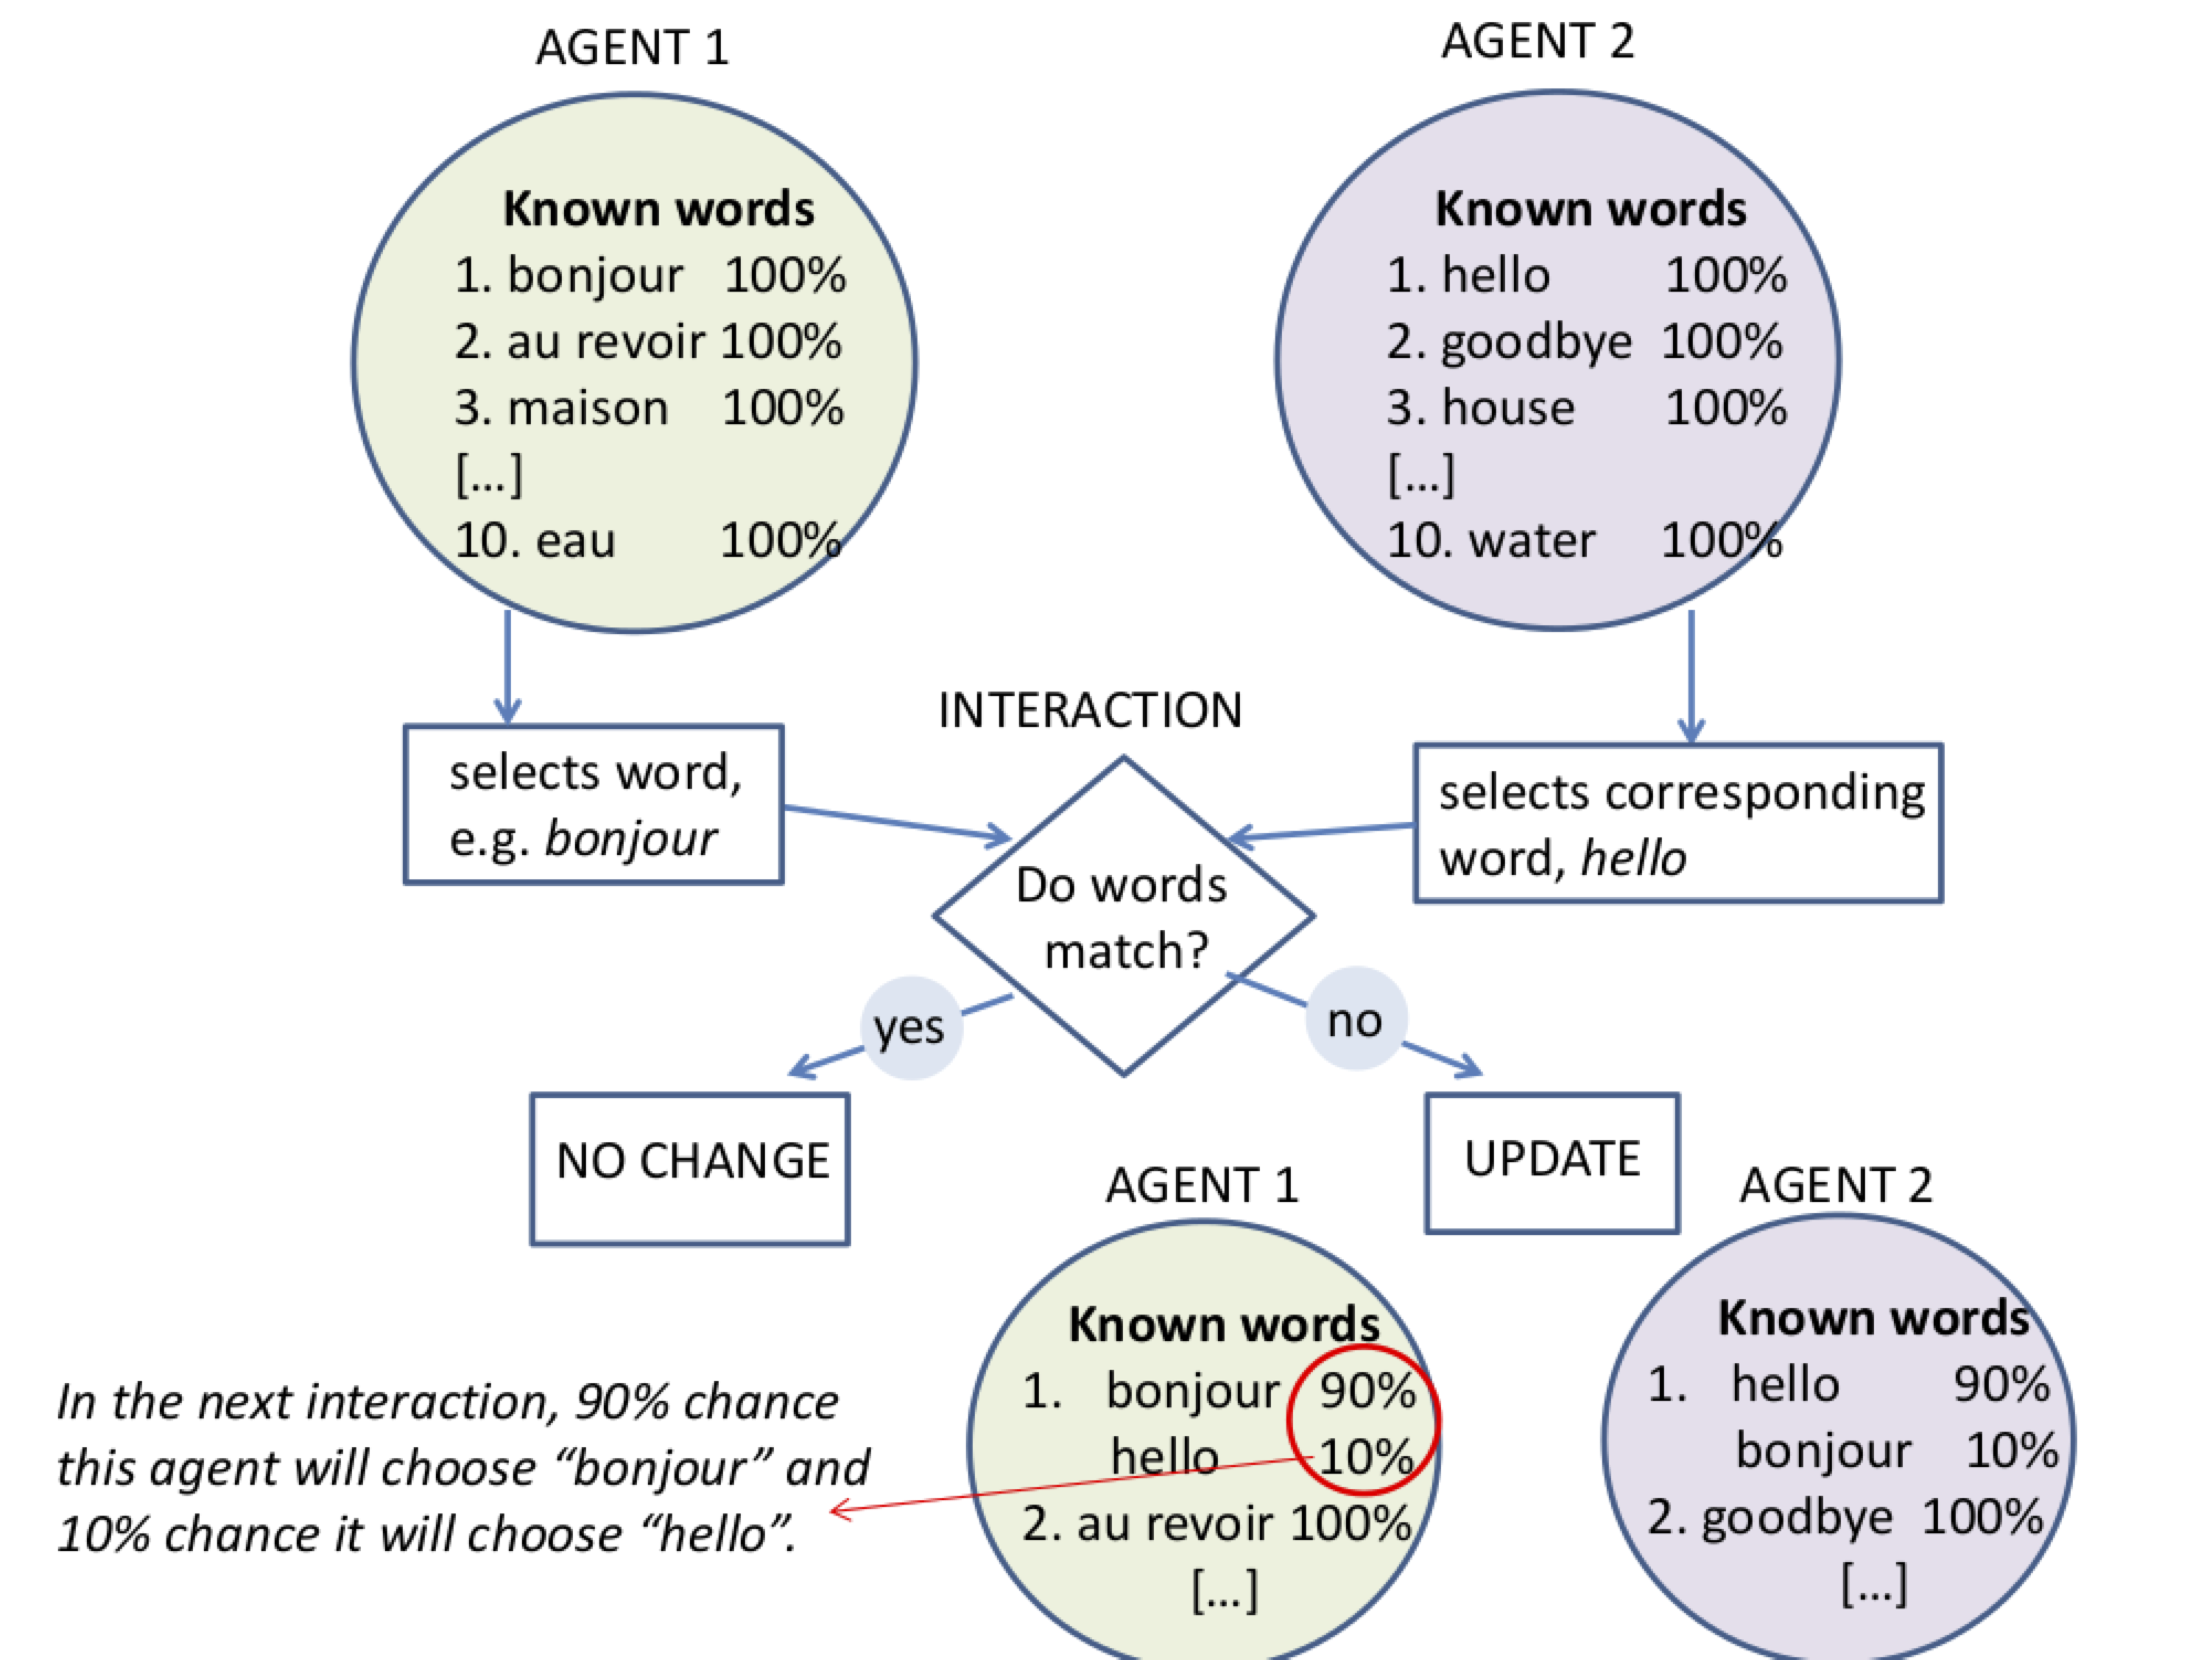 AGENT 1
Known words
1. bonjour 100%
2. au revoir 100%
3. maison 100%
[...]
10. eau 100%
AGENT 2
Known words
1. hello 100%
2. goodbye 100%
3. house 100%
[...]
10. water 100%
selects word,
e.g. bonjour
INTERACTION
Do words
match?
selects corresponding
word, hello
yes
no
NO CHANGE
UPDATE
AGENT 1
Known words
1. bonjour 90%
hello 10%
2. au revoir 100%
[...]
AGENT 2
Known words
1. hello 90%
bonjour 10%
2. goodbye 100%
[...]
In the next interaction, 90% chance
this agent will choose “bonjour” and
10% chance it will choose “hello”.